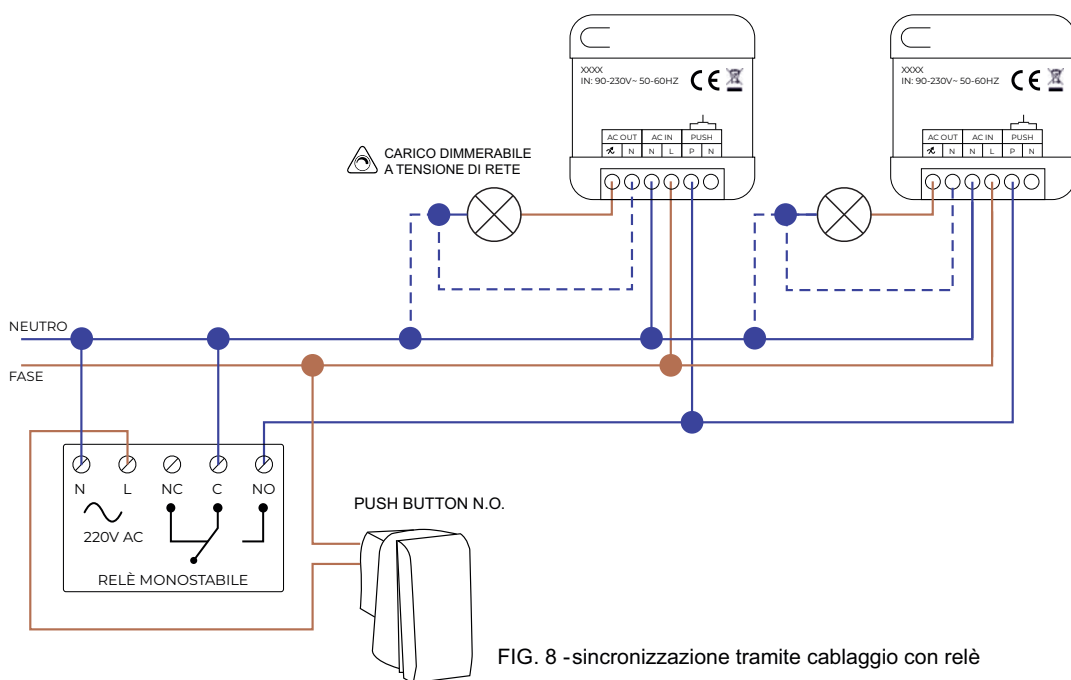 XXXX
IN: 90-230V~ 50-60HZ
CE
AC OUT AC IN PUSH
N N L P N
XXXX
IN: 90-230V~ 50-60HZ
CE
AC OUT AC IN PUSH
N N L P N
CARICO DIMMERABILE
A TENSIONE DI RETE
NEUTRO
FASE
N L NC C NO
220V AC
RELÈ MONOSTABILE
PUSH BUTTON N.O.
FIG. 8 -sincronizzazione tramite cablaggio con relè